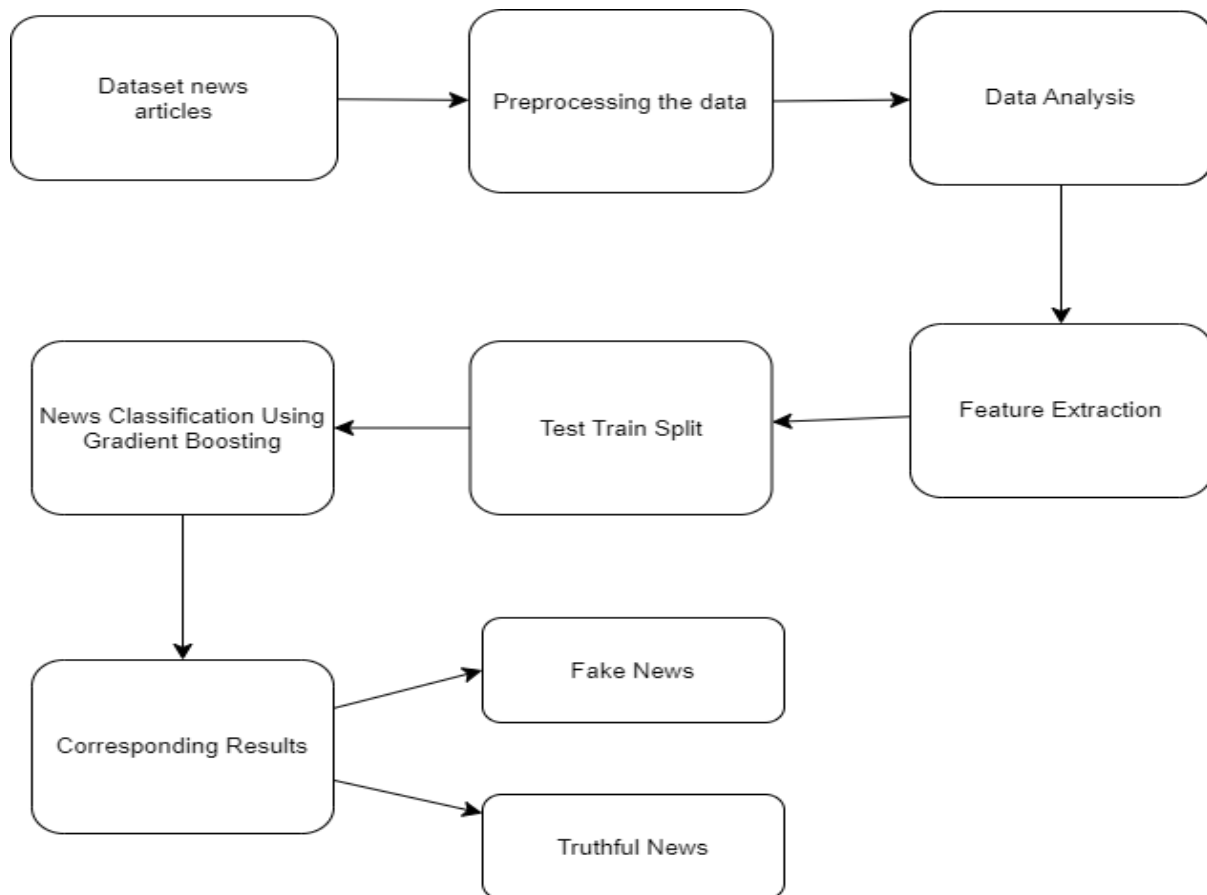 Dataset news
articles
Preprocessing the data
Data Analysis
Feature Extraction
Test Train Split
News Classification Using
Gradient Boosting
Corresponding Results
Fake News
Truthful News